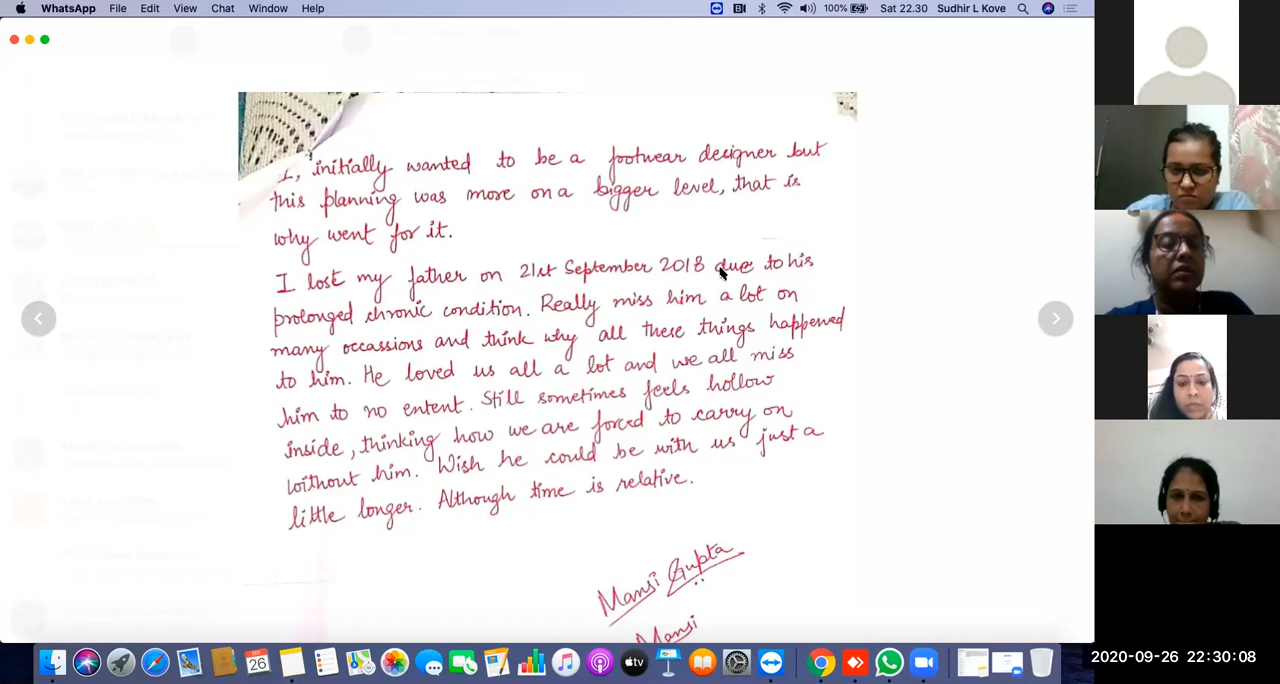 WhatsApp File Edit View Chat Window Help 100% Sat 22.30 Sudhir L Kove
I, initially wanted to be a footwear designer but
this planning was more on a bigger level, that is
why went for it.
I lost my father on 21st September 2018 due to his
prolonged chronic condition. Really miss him a lot on
many occassions and think why all these things happened
to him. He loved us all a lot and we all miss
him to no entent. Still sometimes feels hollow
inside, thinking how we are forced to carry on
without him. Wish he could be with us just a
little longer. Although time is relative.
Mansi Gupta
Mansi
26
tv
2020-09-26 22:30:08